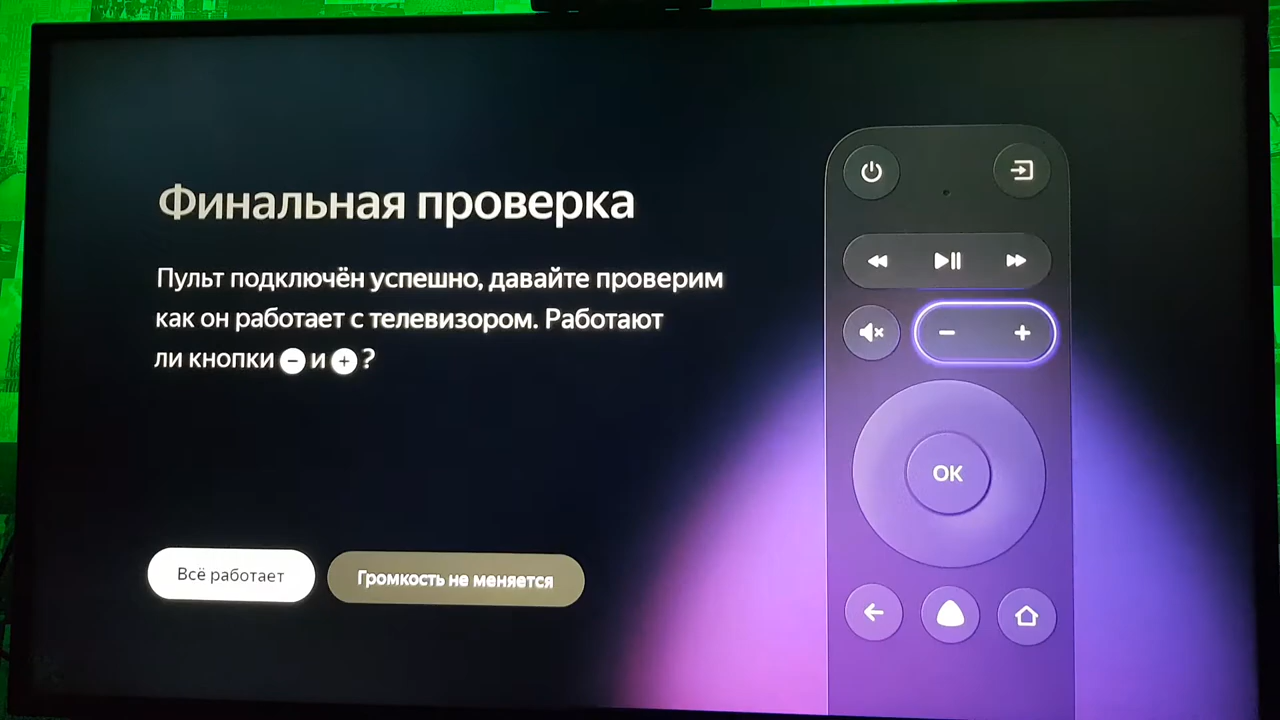 Финальная проверка
Пульт подключён успешно, давайте проверим
как он работает с телевизором. Работают
ли кнопки − и + ?
Всё работает
Громкость не меняется
OK